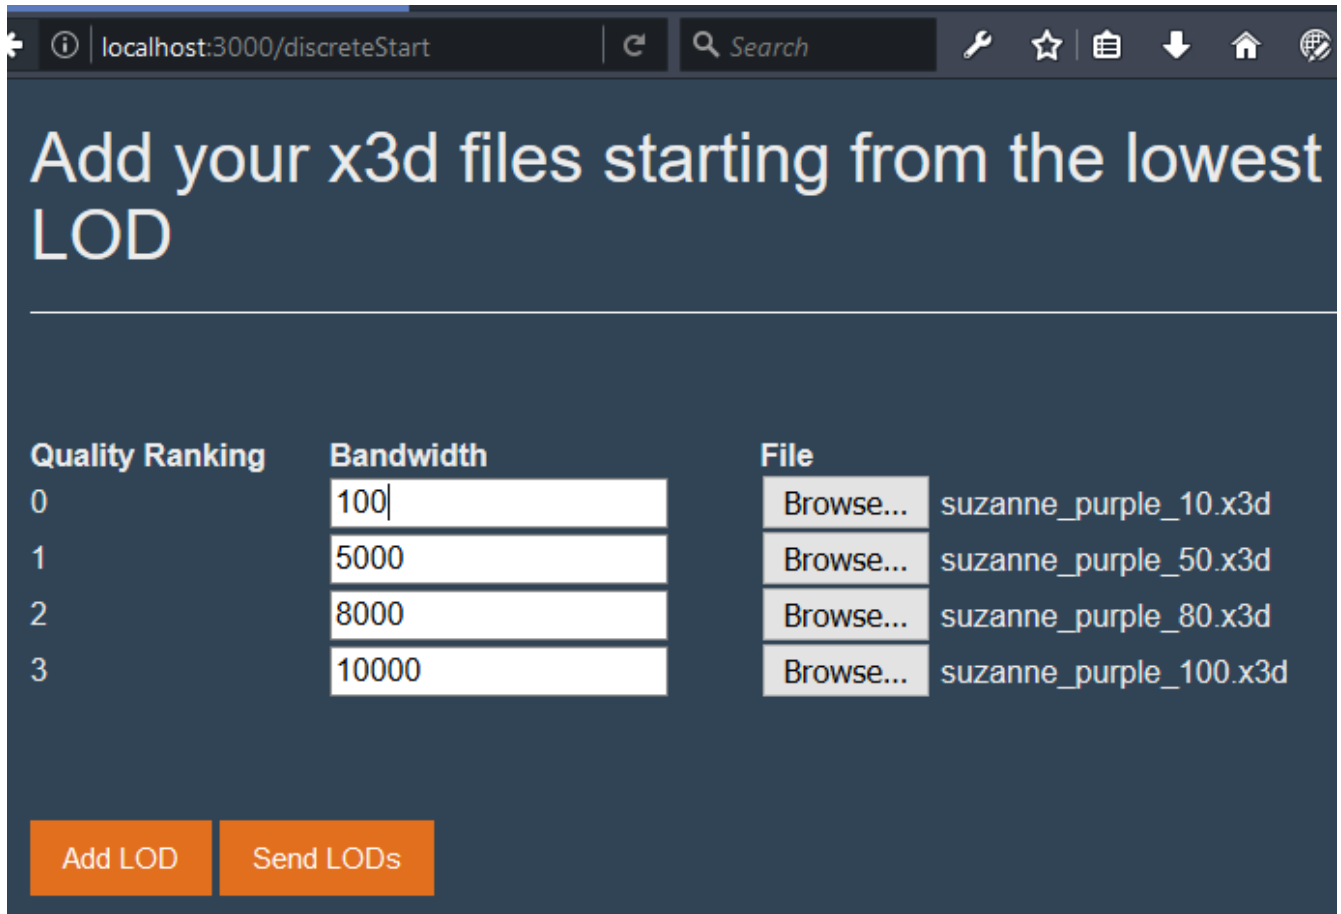 localhost:3000/discreteStart
Search
Add your x3d files starting from the lowest
LOD
Quality Ranking Bandwidth File
0 100 Browse... suzanne_purple_10.x3d
1 5000 Browse... suzanne_purple_50.x3d
2 8000 Browse... suzanne_purple_80.x3d
3 10000 Browse... suzanne_purple_100.x3d
Add LOD Send LODs